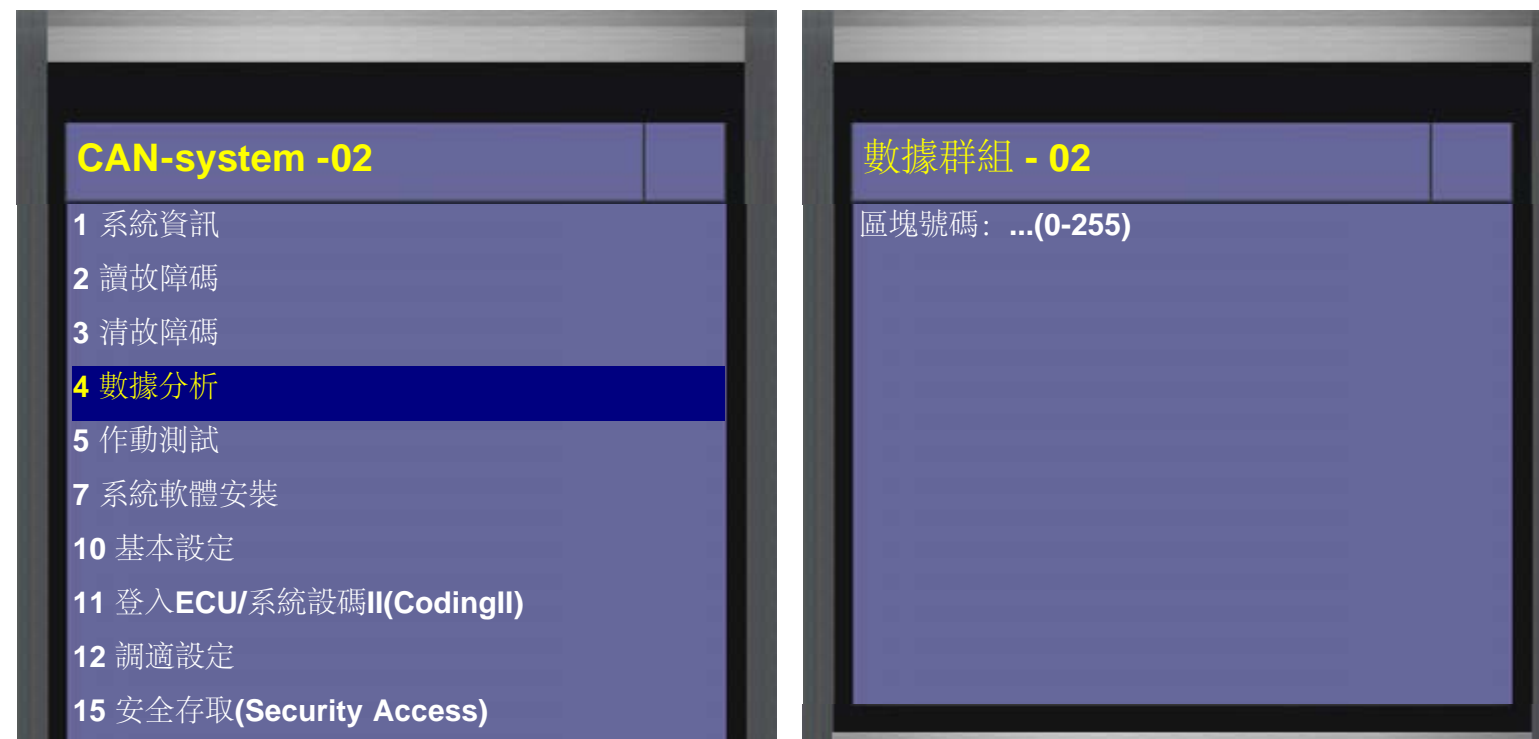 CAN-system -02
1 系統資訊
2 讀故障碼
3 清故障碼
4 數據分析
5 作動測試
7 系統軟體安裝
10 基本設定
11 登入ECU/系統設碼II(CodingII)
12 調適設定
15 安全存取(Security Access)
數據群組 - 02
區塊號碼: ...(0-255)